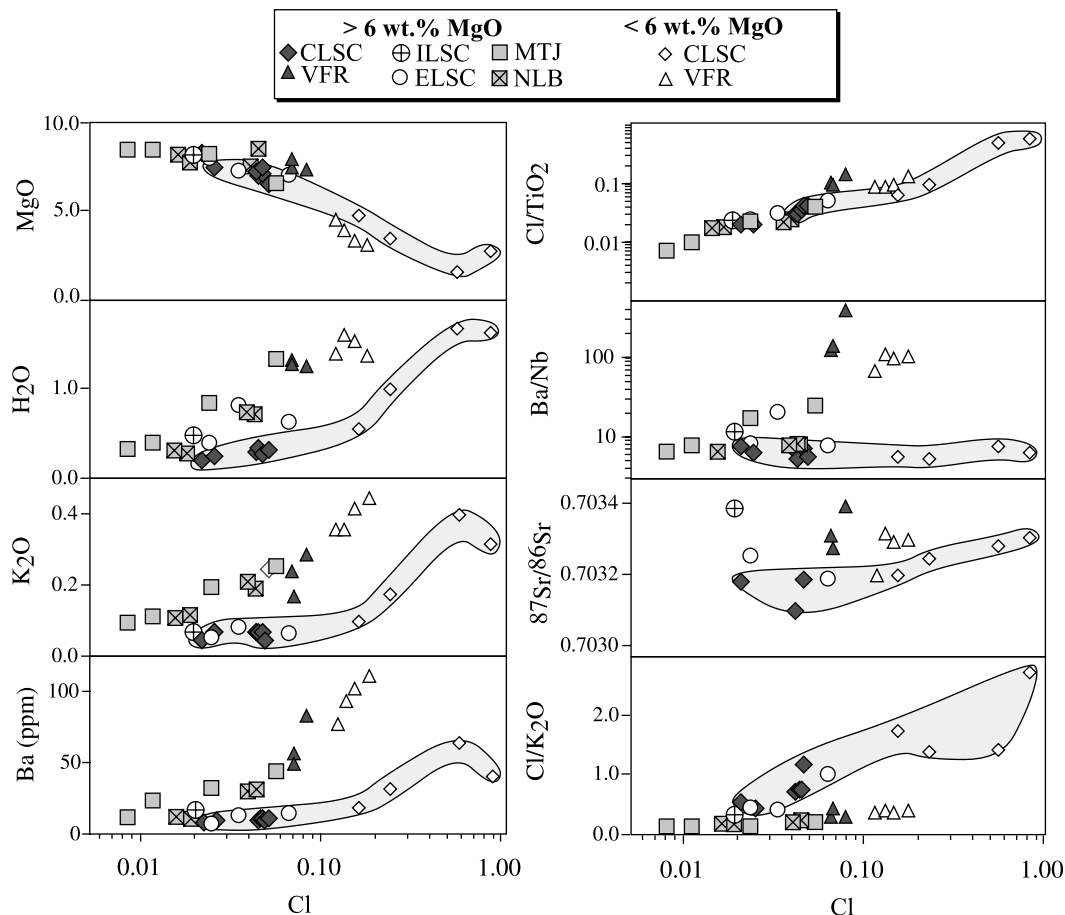 > 6 wt.% MgO < 6 wt.% MgO
CLSC ILSC MTJ CLSC
VFR ELSC NLB VFR
10.0
5.0
0.0
MgO
1.0
0.0
H2O
0.4
0.2
0.0
K2O
100
50
0
Ba (ppm)
0.01 0.10 1.00
Cl
0.1
0.01
Cl/TiO2
100
10
Ba/Nb
0.7034
0.7032
0.7030
87Sr/86Sr
2.0
1.0
0.0
Cl/K2O
0.01 0.10 1.00
Cl